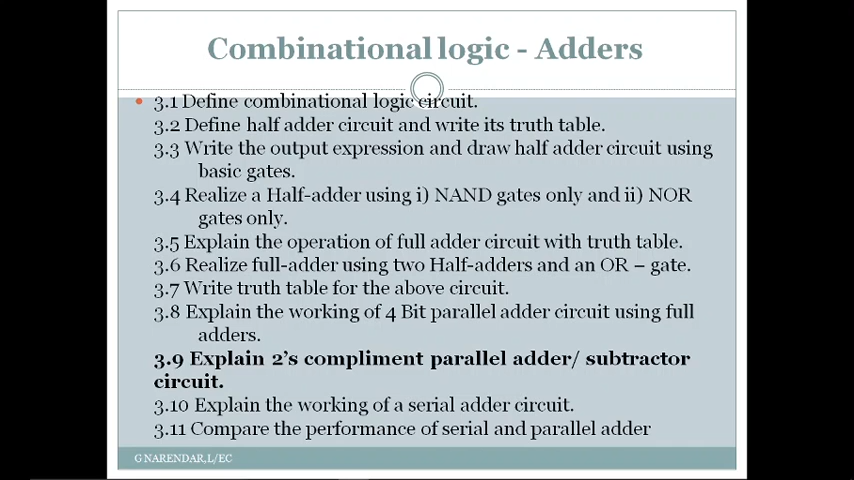 Combinational logic - Adders
• 3.1 Define combinational logic circuit.
3.2 Define half adder circuit and write its truth table.
3.3 Write the output expression and draw half adder circuit using
basic gates.
3.4 Realize a Half-adder using i) NAND gates only and ii) NOR
gates only.
3.5 Explain the operation of full adder circuit with truth table.
3.6 Realize full-adder using two Half-adders and an OR – gate.
3.7 Write truth table for the above circuit.
3.8 Explain the working of 4 Bit parallel adder circuit using full
adders.
3.9 Explain 2’s compliment parallel adder/ subtractor
circuit.
3.10 Explain the working of a serial adder circuit.
3.11 Compare the performance of serial and parallel adder
G NARENDAR,L/EC